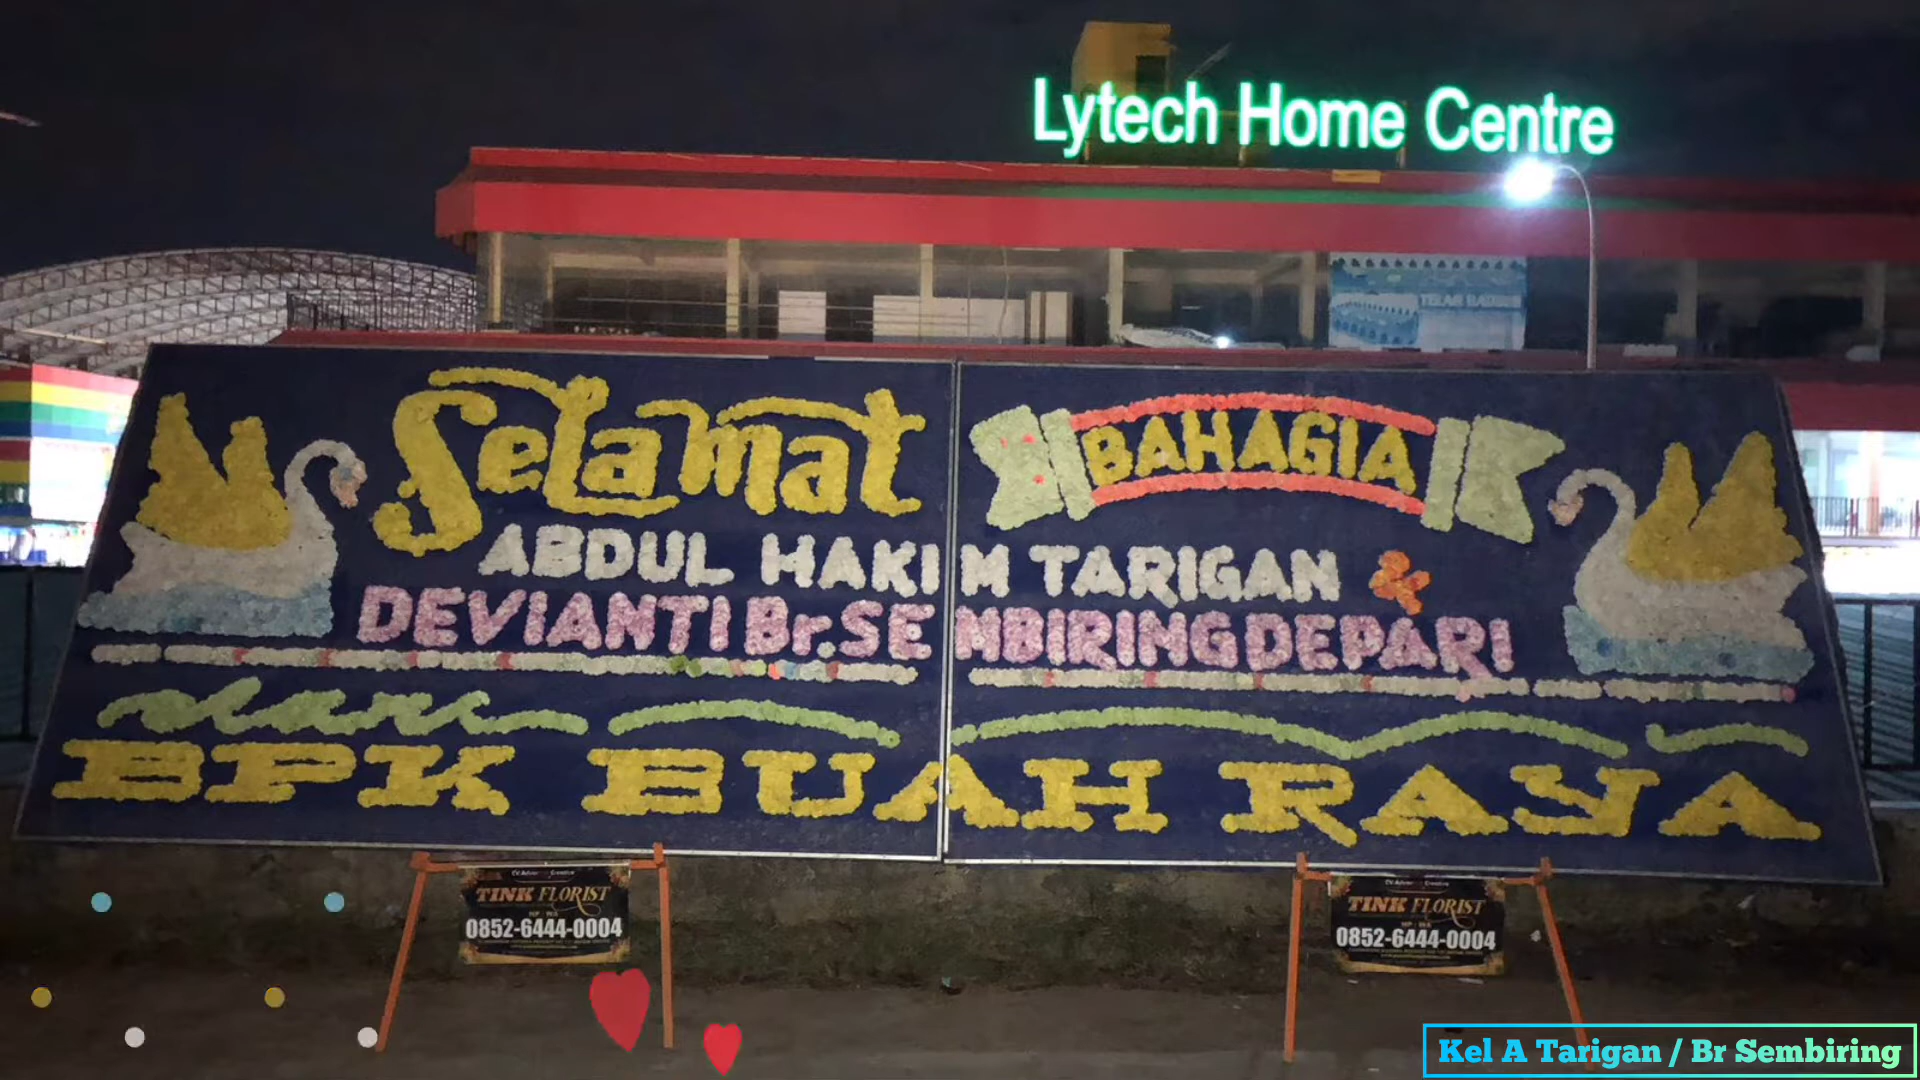 Lytech Home Centre
Selamat BAHAGIA
ABDUL HAKIM TARIGAN &
DEVIANTI Br. SEMBIRING DEPARI
dari
BPK BUAH RAYA
TINK FLORIST
0852-6444-0004
TINK FLORIST
0852-6444-0004
Kel A Tarigan / Br Sembiring